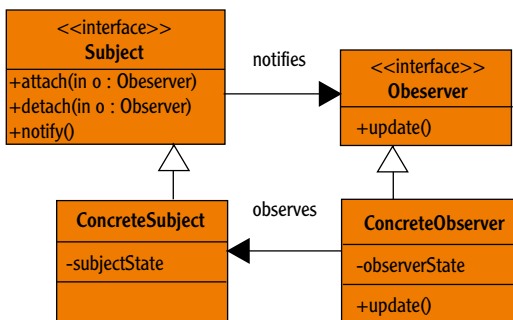 <<interface>>
Subject
+attach(in o : Obeserver)
+detach(in o : Observer)
+notify()
notifies
<<interface>>
Obeserver
+update()
ConcreteSubject
-subjectState
observes
ConcreteObserver
-observerState
+update()